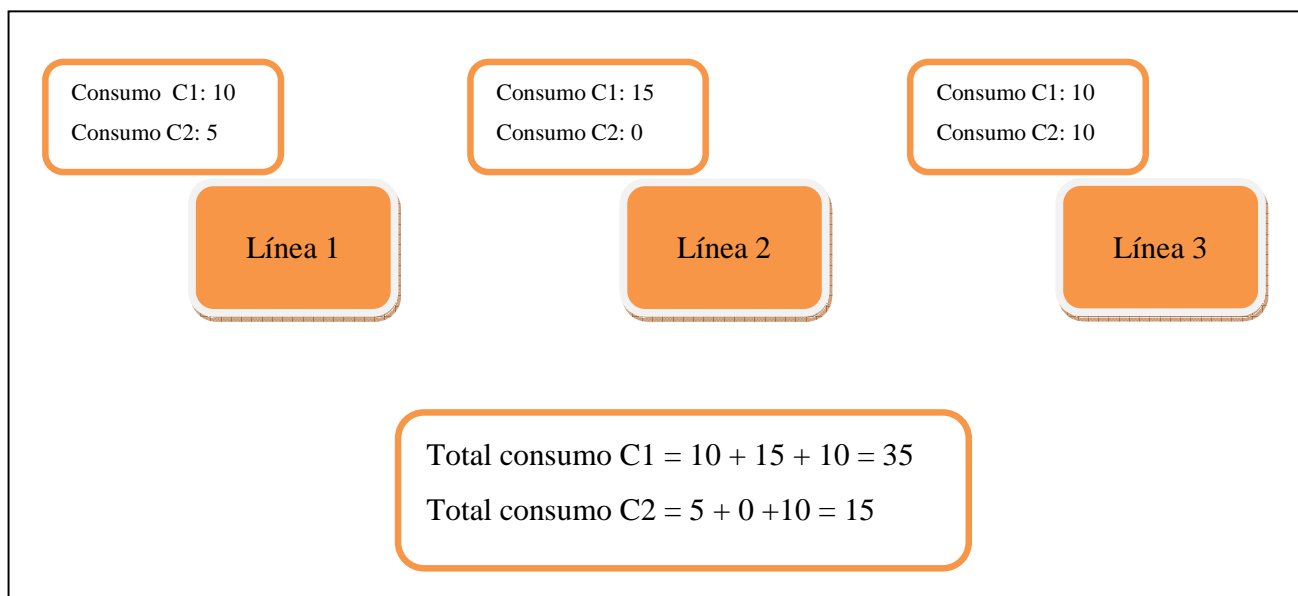 Consumo C1: 10
Consumo C2: 5
Consumo C1: 15
Consumo C2: 0
Consumo C1: 10
Consumo C2: 10
Línea 1
Línea 2
Línea 3
Total consumo C1 = 10 + 15 + 10 = 35
Total consumo C2 = 5 + 0 +10 = 15